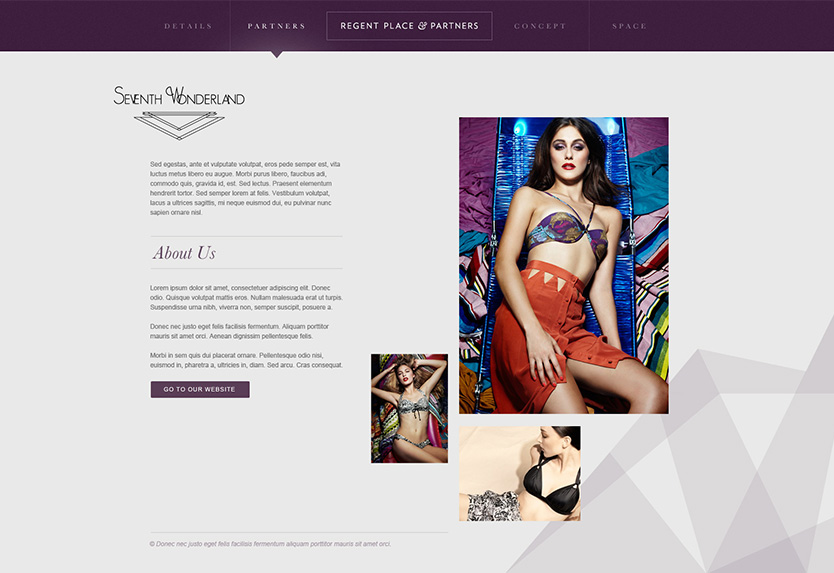 DETAILS
PARTNERS
REGENT PLACE & PARTNERS
CONCEPT
SPACE
SEVENTH WONDERLAND
Sed egestas, ante et vulputate volutpat, eros pede semper est, vita
luctus metus libero eu augue. Morbi purus libero, faucibus adi,
commodo quis, gravida id, est. Sed lectus. Praesent elementum
hendrerit tortor. Sed semper lorem at felis. Vestibulum volutpat,
lacus a ultrices sagittis, mi neque euismod dui, eu pulvinar nunc
sapien ornare nisl.
About Us
Lorem ipsum dolor sit amet, consectetuer adipiscing elit. Donec
odio. Quisque volutpat mattis eros. Nullam malesuada erat ut turpis.
Suspendisse urna nibh, viverra non, semper suscipit, posuere a.
Donec nec justo eget felis facilisis fermentum. Aliquam porttitor
mauris sit amet orci. Aenean dignissim pellentesque felis.
Morbi in sem quis dui placerat ornare. Pellentesque odio nisi,
euismod in, pharetra a, ultricies in, diam. Sed arcu. Cras consequat.
GO TO OUR WEBSITE
© Donec nec justo eget felis facilisis fermentum aliquam porttitor mauris sit amet orci.